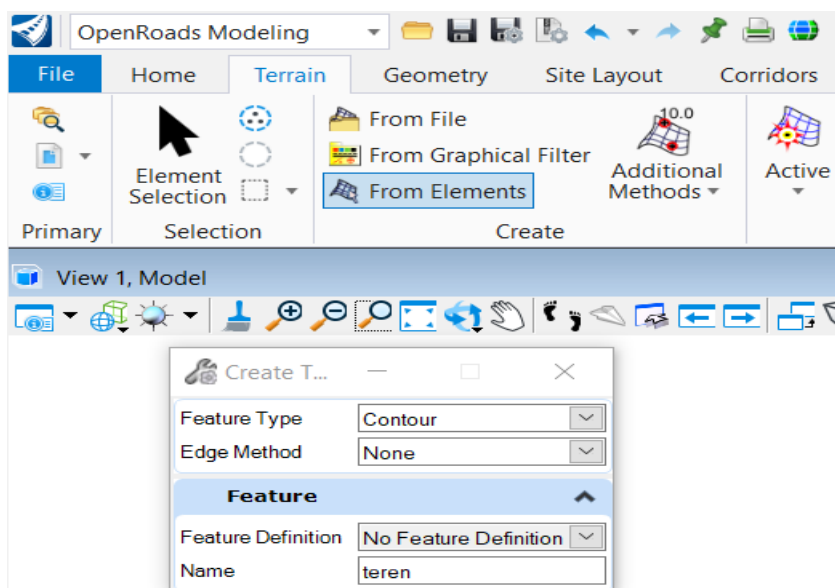 OpenRoads Modeling
File Home Terrain Geometry Site Layout Corridors
Element Selection
From File
From Graphical Filter
From Elements
10.0
Additional Methods
Active
Primary Selection Create
View 1, Model
Create T...
Feature Type Contour
Edge Method None
Feature
Feature Definition No Feature Definition
Name teren